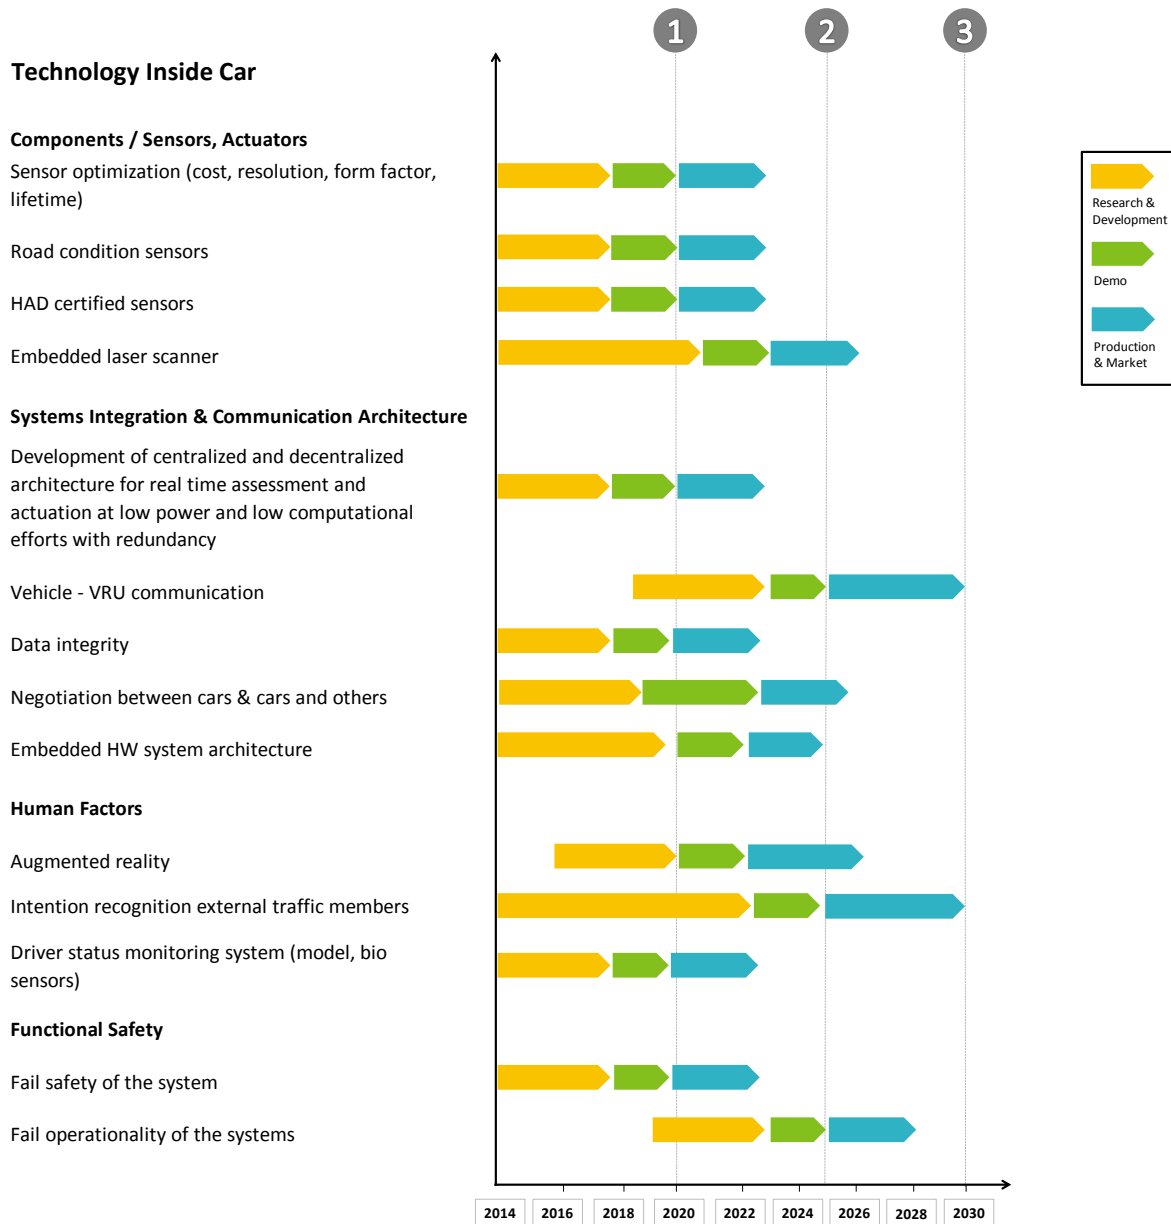 1 2 3
Technology Inside Car
Components / Sensors, Actuators
Sensor optimization (cost, resolution, form factor,
lifetime)
Road condition sensors
HAD certified sensors
Embedded laser scanner
Systems Integration & Communication Architecture
Development of centralized and decentralized
architecture for real time assessment and
actuation at low power and low computational
efforts with redundancy
Vehicle - VRU communication
Data integrity
Negotiation between cars & cars and others
Embedded HW system architecture
Human Factors
Augmented reality
Intention recognition external traffic members
Driver status monitoring system (model, bio
sensors)
Functional Safety
Fail safety of the system
Fail operationality of the systems
2014 2016 2018 2020 2022 2024 2026 2028 2030
Research &
Development
Demo
Production
& Market